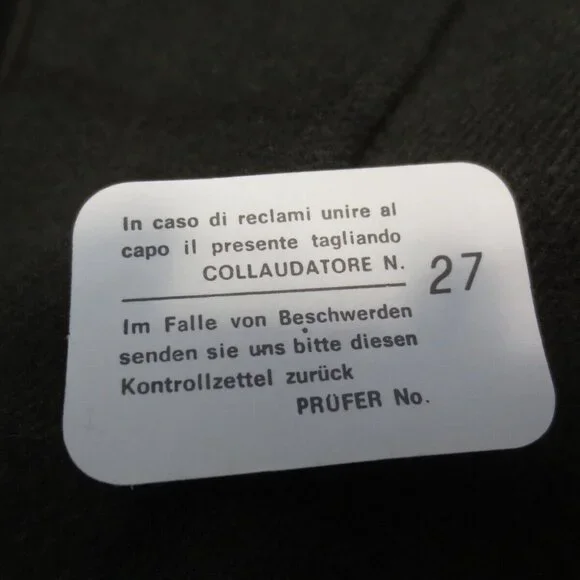 In caso di reclami unire al
capo il presente tagliando
COLLAUDATORE N. 27
Im Falle von Beschwerden
senden sie uns bitte diesen
Kontrollzettel zurück
PRÜFER No.